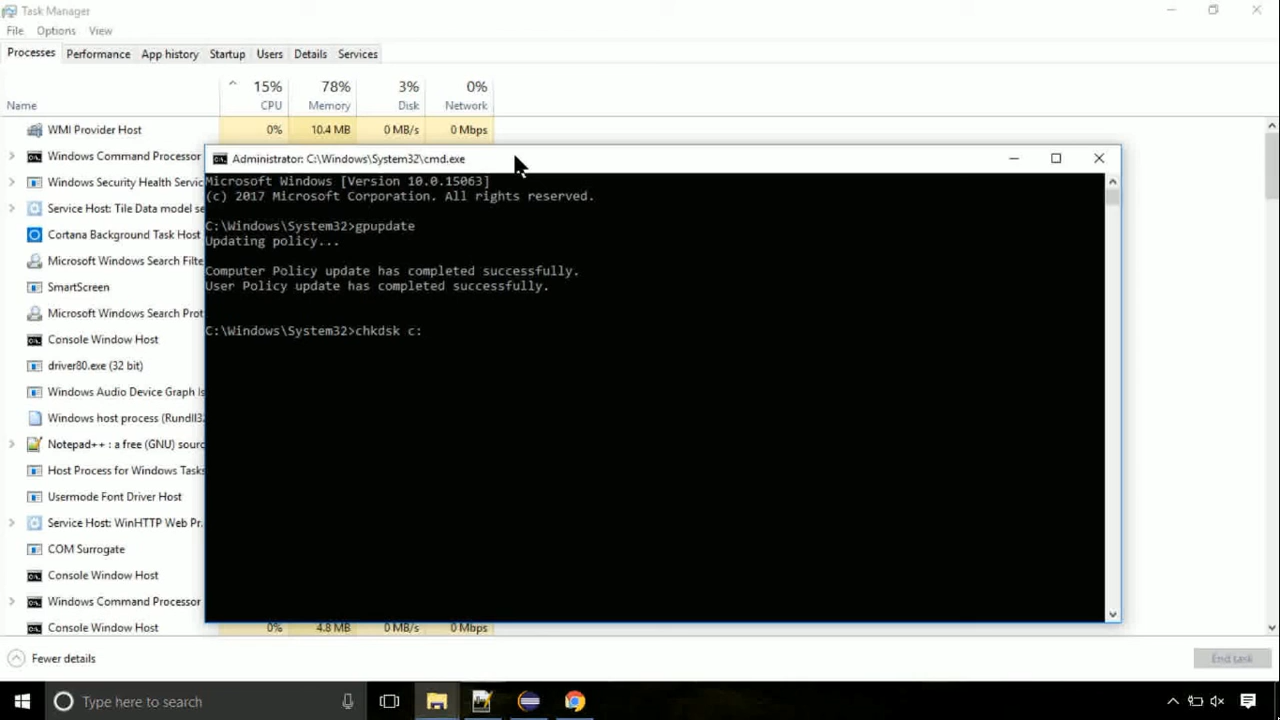 Task Manager
File Options View
Processes Performance App history Startup Users Details Services
15% 78% 3% 0%
Name CPU Memory Disk Network
WMI Provider Host 0% 10.4 MB 0 MB/s 0 Mbps
Windows Command Processor
Windows Security Health Servic
Service Host: Tile Data model se
Cortana Background Task Host
Microsoft Windows Search Filte
SmartScreen
Microsoft Windows Search Prot
Console Window Host
driver80.exe (32 bit)
Windows Audio Device Graph Is
Windows host process (Rundll32
Notepad++ : a free (GNU) sourc
Host Process for Windows Tasks
Usermode Font Driver Host
Service Host: WinHTTP Web Pr.
COM Surrogate
Console Window Host
Windows Command Processor
Console Window Host 0% 4.8 MB 0 MB/s 0 Mbps
Administrator: C:\Windows\System32\cmd.exe
Microsoft Windows [Version 10.0.15063]
(c) 2017 Microsoft Corporation. All rights reserved.
C:\Windows\System32>gpupdate
Updating policy...
Computer Policy update has completed successfully.
User Policy update has completed successfully.
C:\Windows\System32>chkdsk c:
Fewer details
End task
Type here to search